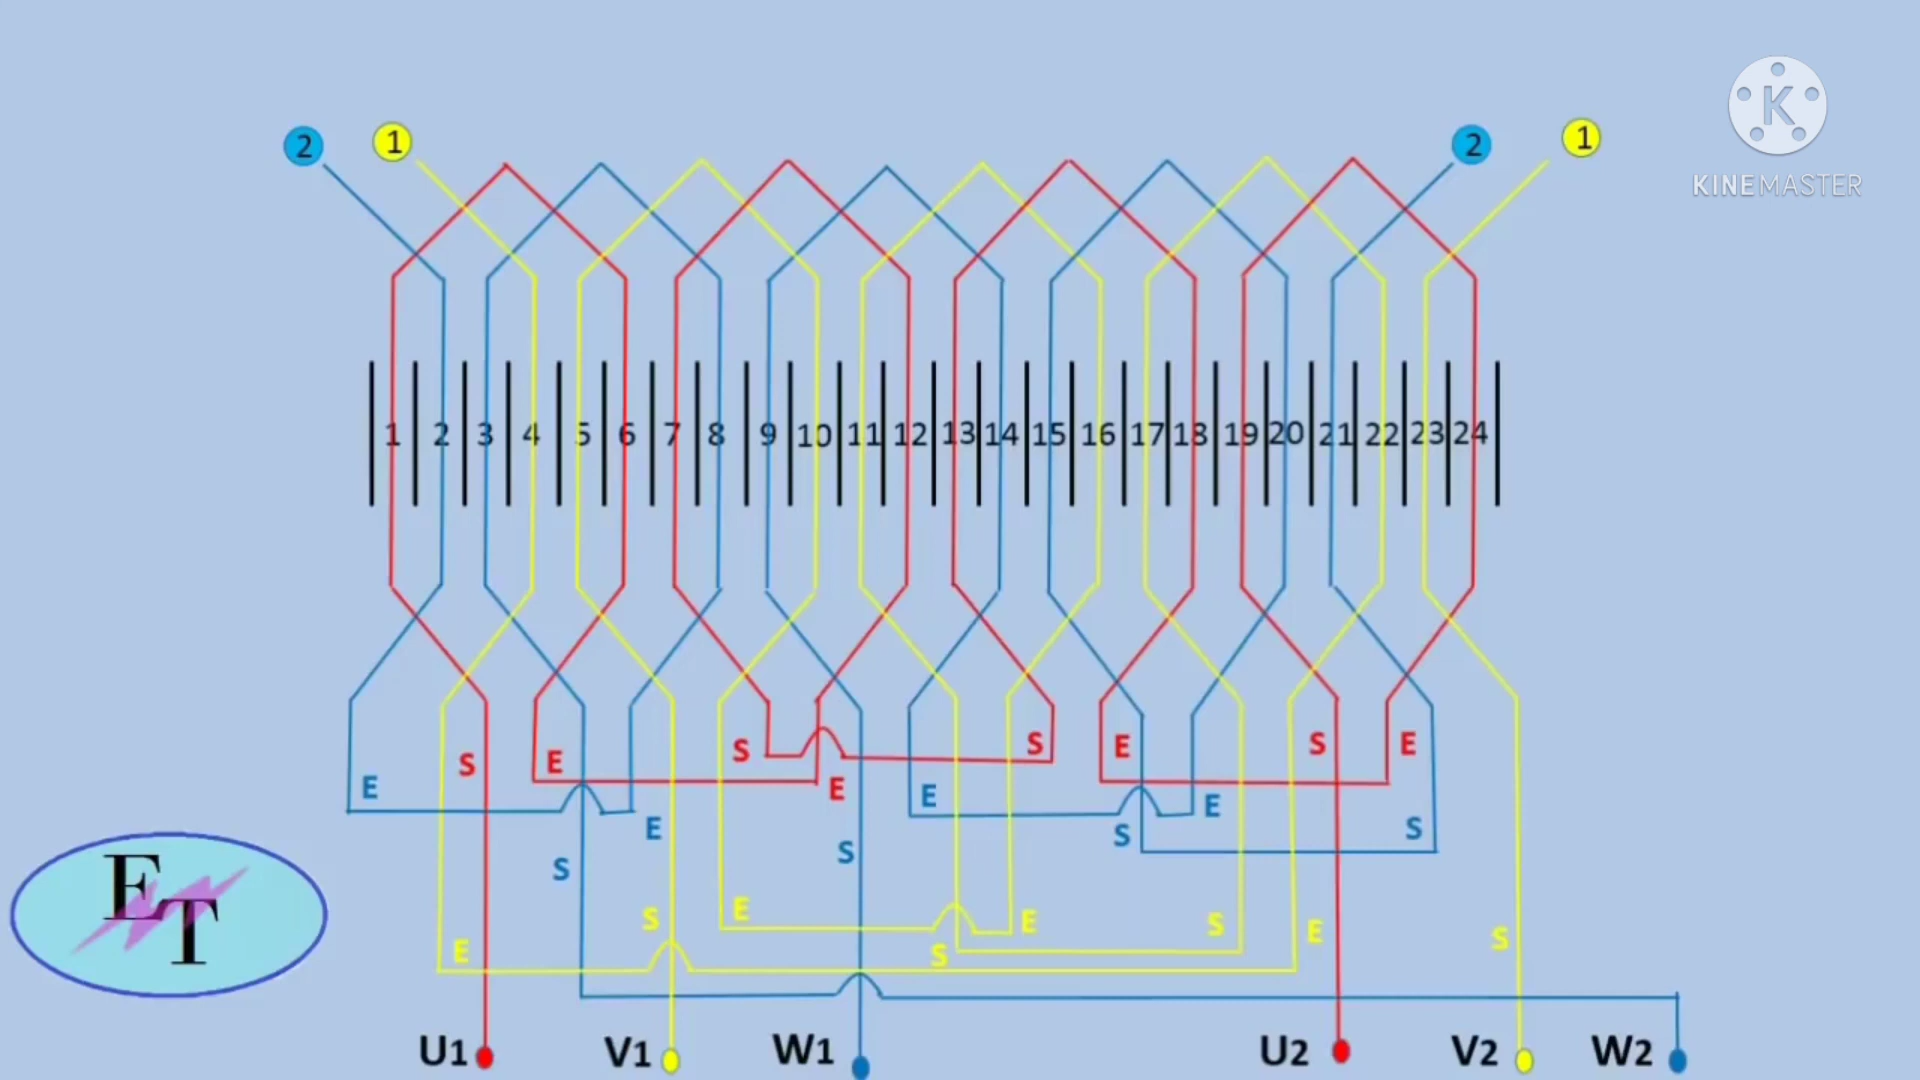 2 1 2 1
K
KINEMASTER
1 2 3 4 5 6 7 8 9 10 11 12 13 14 15 16 17 18 19 20 21 22 23 24
S E S S E S E
E E E E
E S S
S S
E S E E S E S
E S
ET
U1 V1 W1 U2 V2 W2